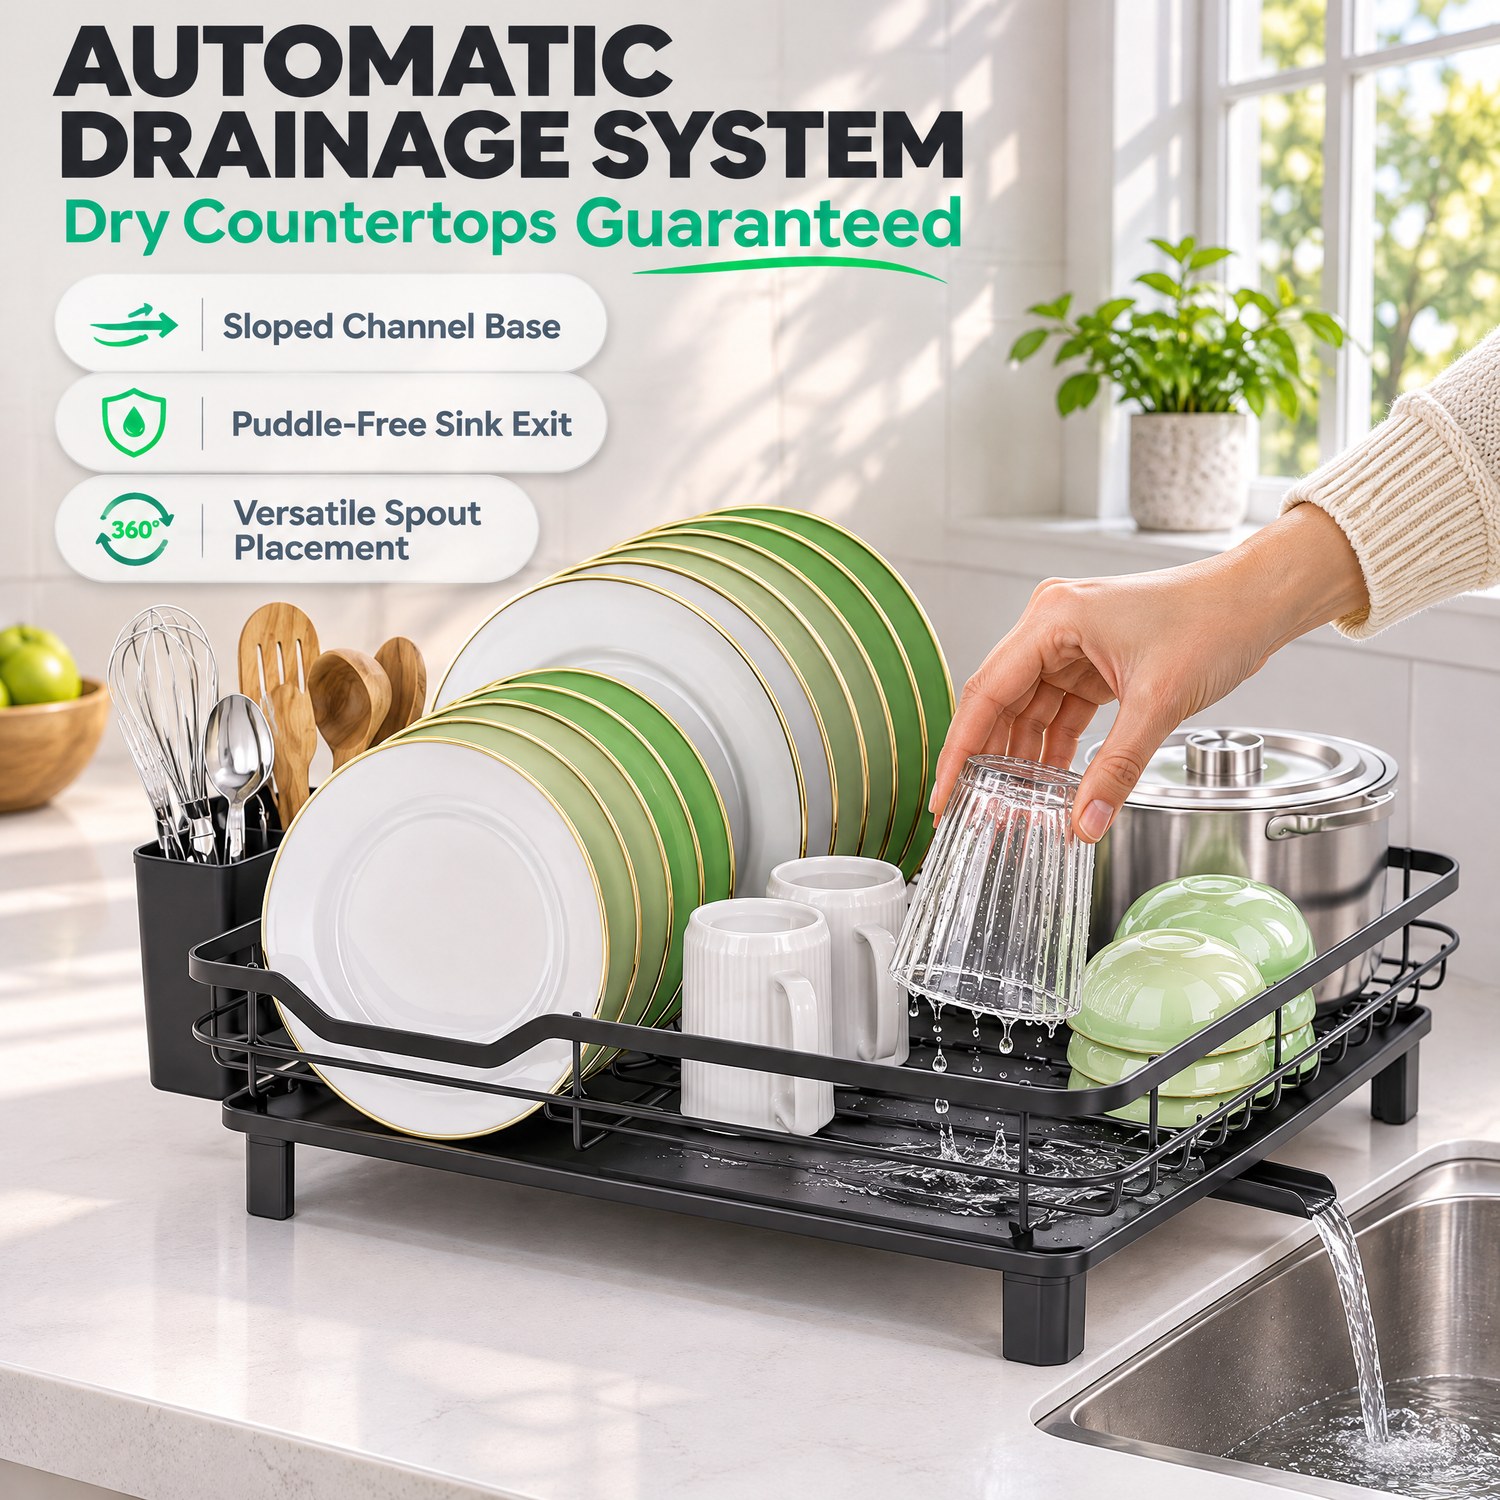 AUTOMATIC
DRAINAGE SYSTEM
Dry Countertops Guaranteed
Sloped Channel Base
Puddle-Free Sink Exit
360°
Versatile Spout
Placement